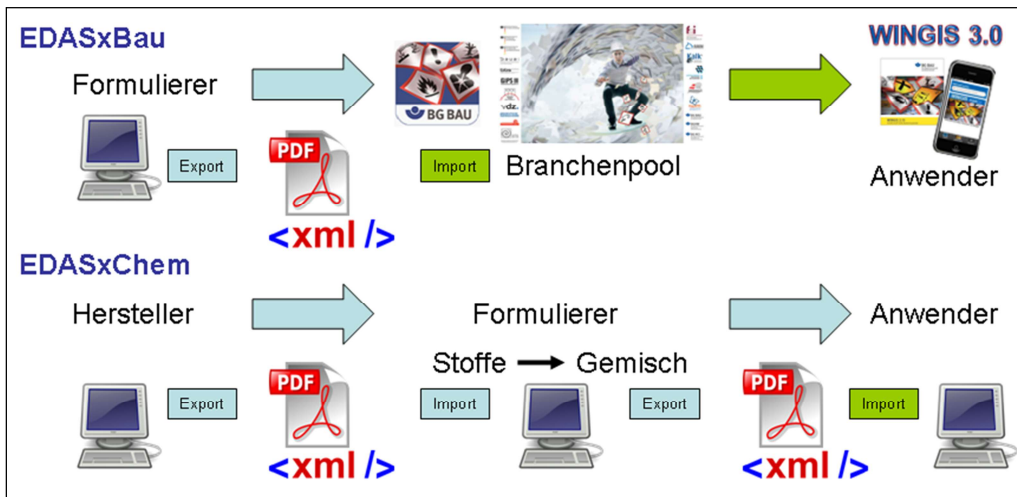 EDASxBau
WINGIS 3.0
Formulierer
BG BAU
Export
PDF
Import
Branchenpool
Anwender
<xml />
EDASxChem
Hersteller
Formulierer
Anwender
Stoffe
Gemisch
Export
PDF
Import
Export
PDF
Import
<xml />
<xml />